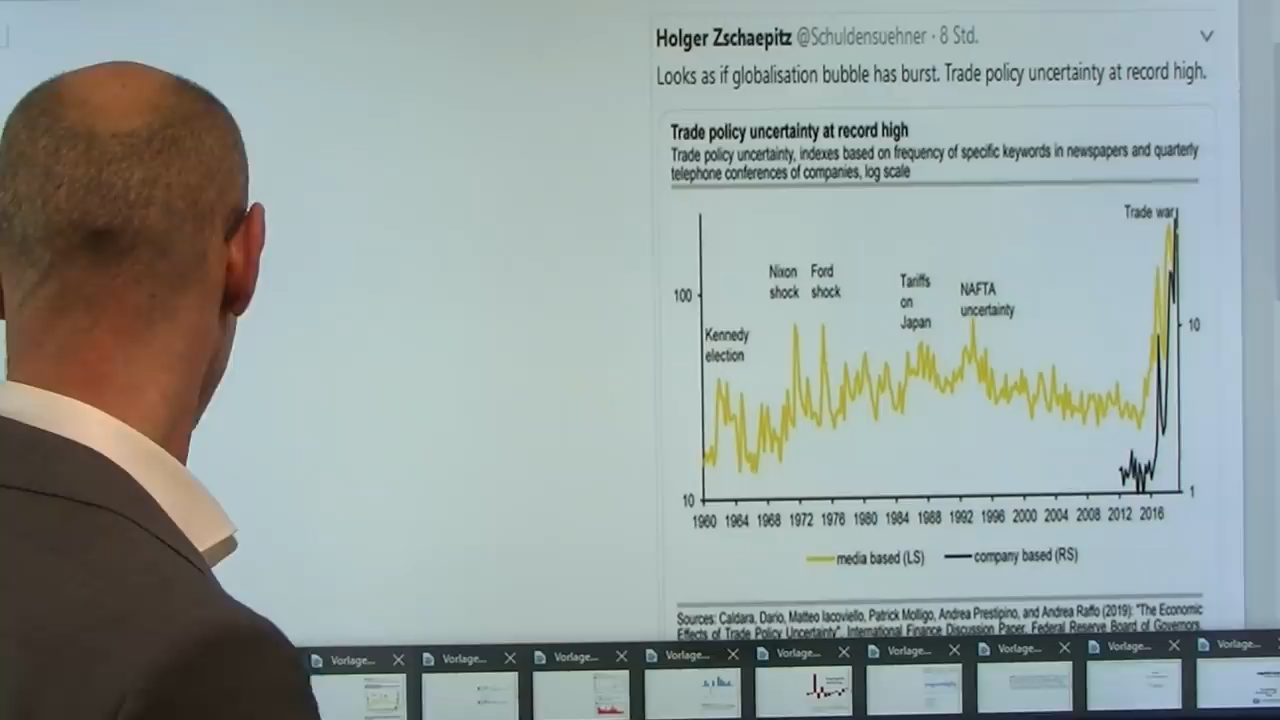 Holger Zschaepitz @Schuldensuehner · 8 Std.
Looks as if globalisation bubble has burst. Trade policy uncertainty at record high.
Trade policy uncertainty at record high
Trade policy uncertainty, indexes based on frequency of specific keywords in newspapers and quarterly
telephone conferences of companies, log scale
Trade war
Nixon
shock
Ford
shock
Tariffs
on
Japan
NAFTA
uncertainty
Kennedy
election
100
10
10
1
1960 1964 1968 1972 1976 1980 1984 1988 1992 1996 2000 2004 2008 2012 2016
media based (LS) company based (RS)
Sources: Caldara, Dario, Matteo Iacoviello, Patrick Molligo, Andrea Prestipino, and Andrea Raffo (2019): "The Economic
Effects of Trade Policy Uncertainty", International Finance Discussion Paper, Federal Reserve Board of Governors,
Vorlage... Vorlage... Vorlage... Vorlage... Vorlage... Vorlage... Vorlage... Vorlage... Vorlage...